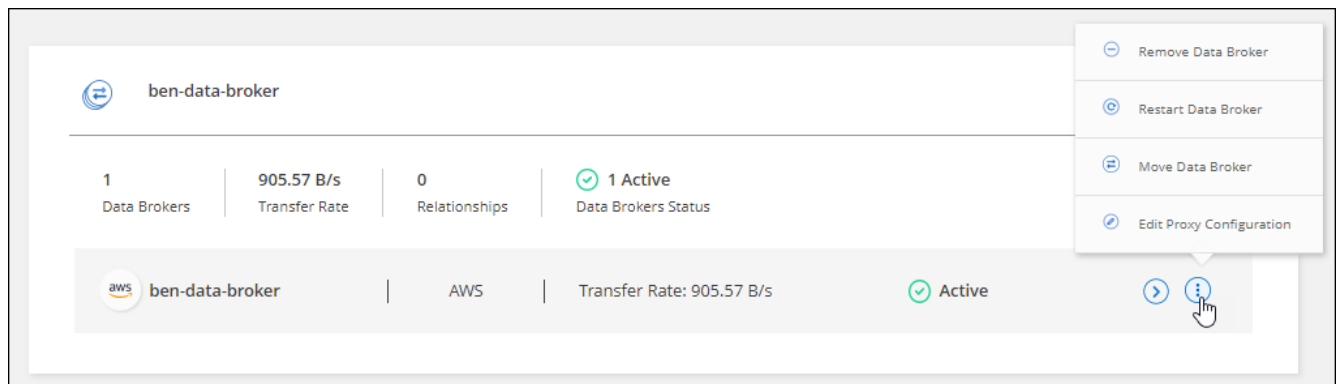 ben-data-broker
Remove Data Broker
Restart Data Broker
Move Data Broker
Edit Proxy Configuration
1
Data Brokers
905.57 B/s
Transfer Rate
0
Relationships
1 Active
Data Brokers Status
aws
ben-data-broker
AWS
Transfer Rate: 905.57 B/s
Active